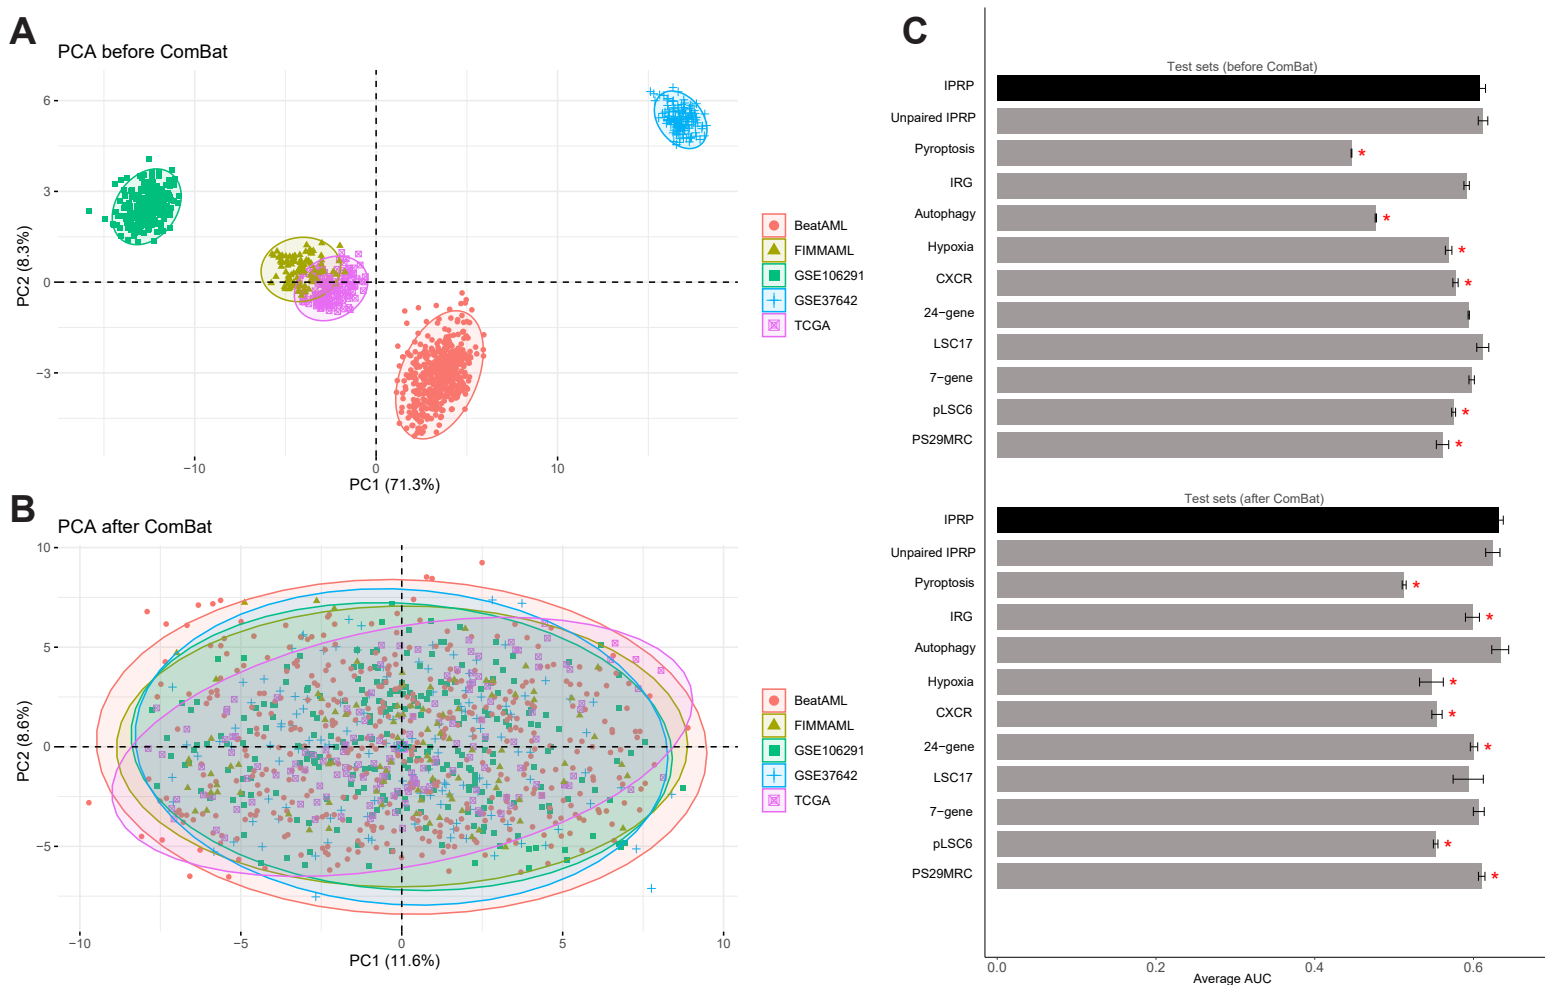 A
PCA before ComBat
6
3
0
−3
PC2 (8.3%)
−10
0
10
PC1 (71.3%)
BeatAML
FIMMAML
GSE106291
GSE37642
TCGA
B
PCA after ComBat
10
5
0
−5
PC2 (8.6%)
−10
−5
0
5
10
PC1 (11.6%)
BeatAML
FIMMAML
GSE106291
GSE37642
TCGA
C
Test sets (before ComBat)
IPRP
Unpaired IPRP
Pyroptosis *
IRG
Autophagy *
Hypoxia *
CXCR *
24−gene
LSC17
7−gene
pLSC6 *
PS29MRC *
Test sets (after ComBat)
IPRP
Unpaired IPRP
Pyroptosis *
IRG *
Autophagy
Hypoxia *
CXCR *
24−gene *
LSC17
7−gene
pLSC6 *
PS29MRC *
0.0 0.2 0.4 0.6
Average AUC